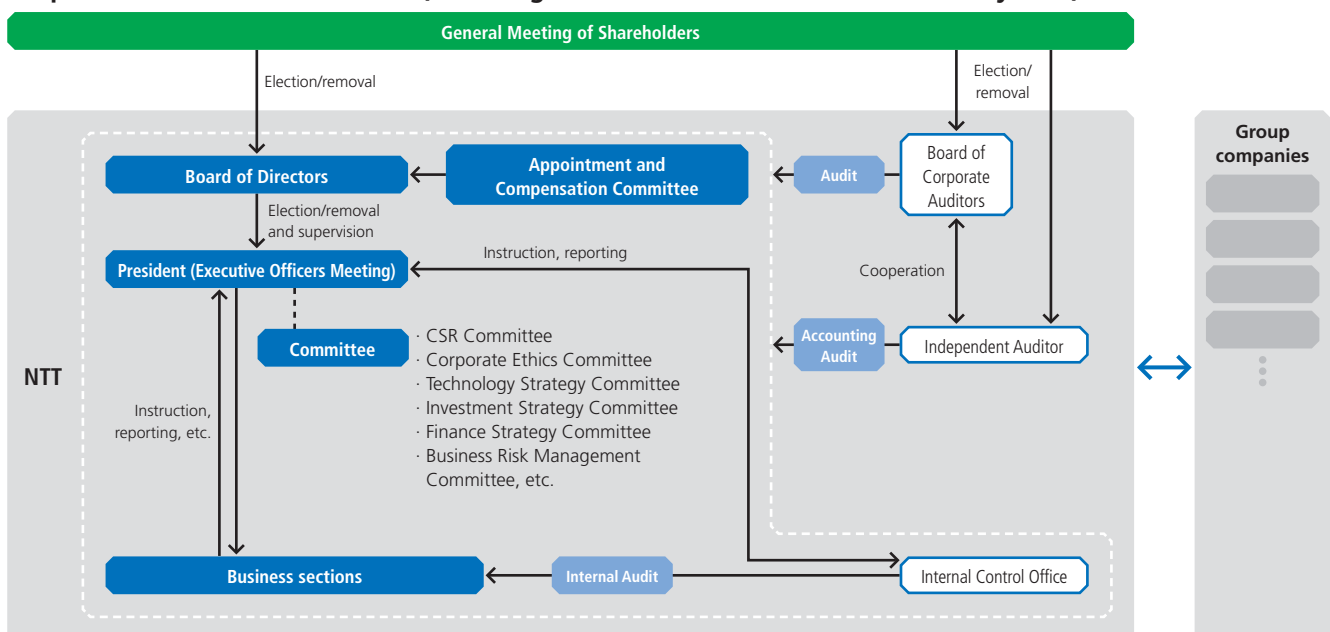 General Meeting of Shareholders
Election/removal
Election/
removal
Group
companies
Board of Directors
Appointment and
Compensation Committee
Audit
Board of
Corporate
Auditors
Election/removal
and supervision
President (Executive Officers Meeting)
Instruction, reporting
Cooperation
Committee
· CSR Committee
· Corporate Ethics Committee
· Technology Strategy Committee
· Investment Strategy Committee
· Finance Strategy Committee
· Business Risk Management
Committee, etc.
Accounting
Audit
Independent Auditor
NTT
Instruction,
reporting, etc.
Business sections
Internal Audit
Internal Control Office